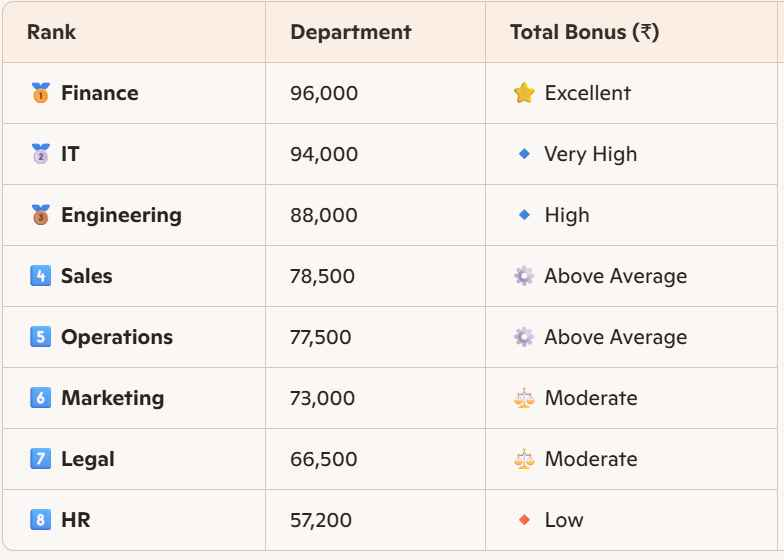 Rank Department Total Bonus (₹)
🥇 Finance 96,000 ⭐ Excellent
🥈 IT 94,000 🔹 Very High
🥉 Engineering 88,000 🔹 High
4️⃣ Sales 78,500 ⚙️ Above Average
5️⃣ Operations 77,500 ⚙️ Above Average
6️⃣ Marketing 73,000 ⚖️ Moderate
7️⃣ Legal 66,500 ⚖️ Moderate
8️⃣ HR 57,200 🔸 Low